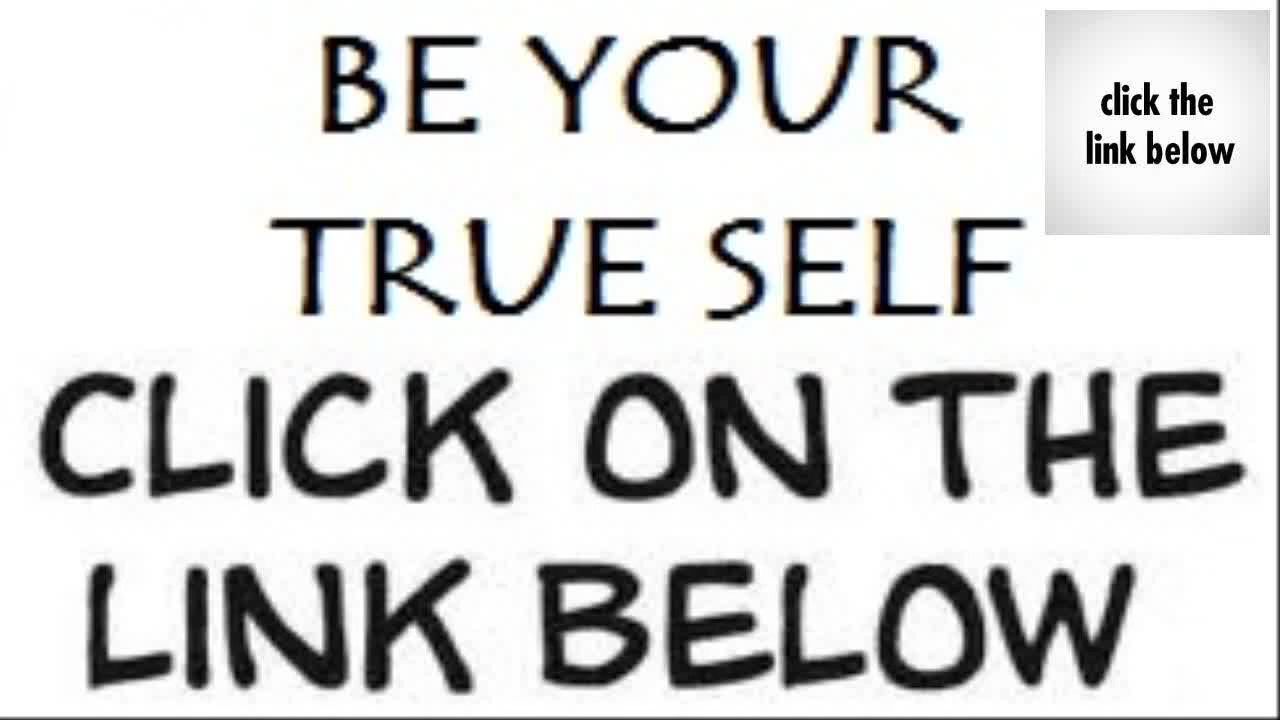 BE YOUR
TRUE SELF
click the
link below
CLICK ON THE
LINK BELOW